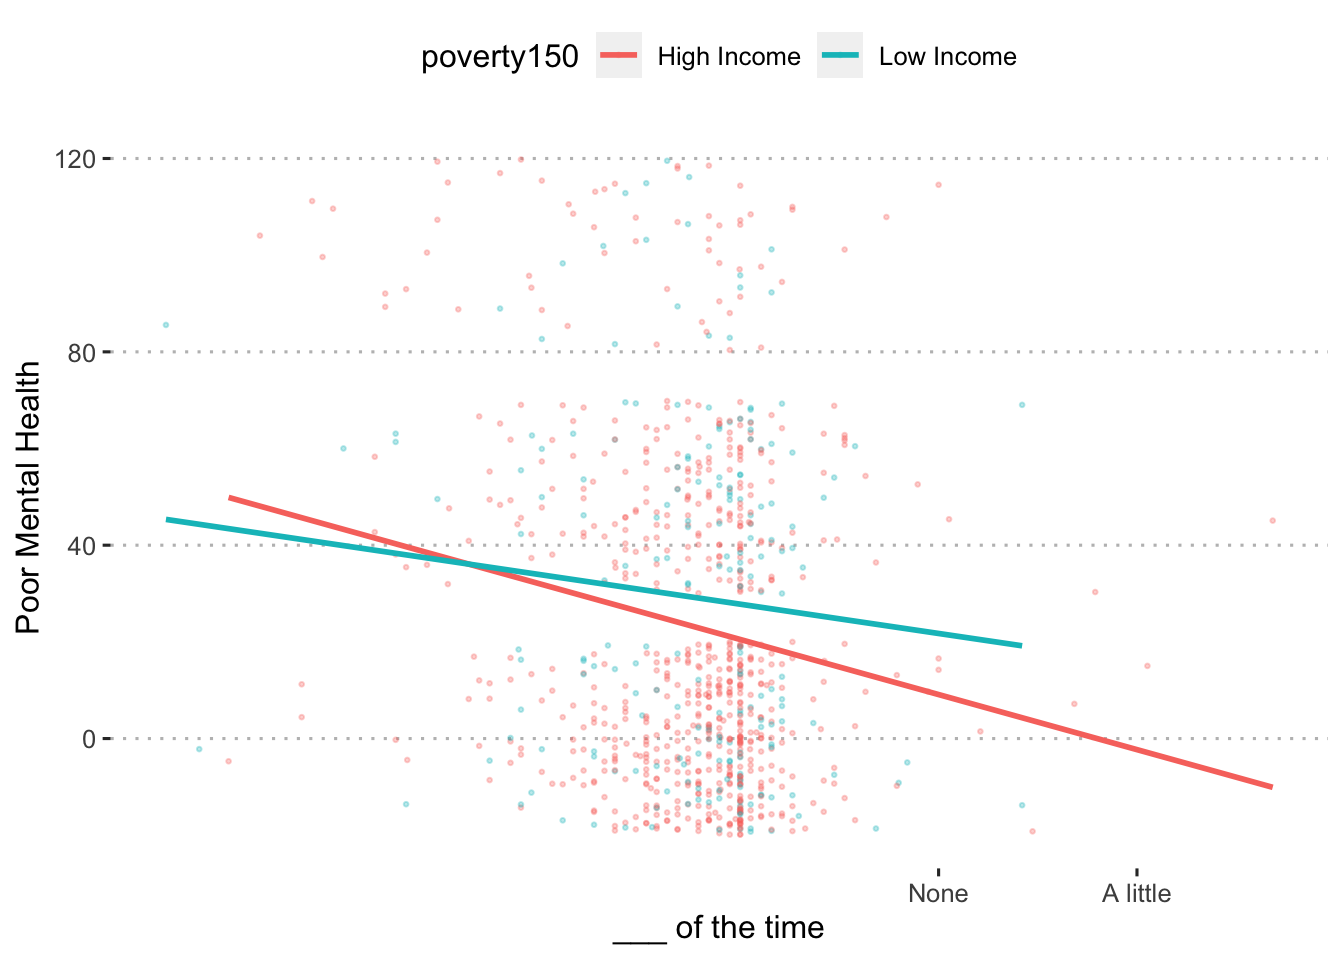 poverty150 High Income Low Income
120
80
40
0
Poor Mental Health
None A little
___ of the time